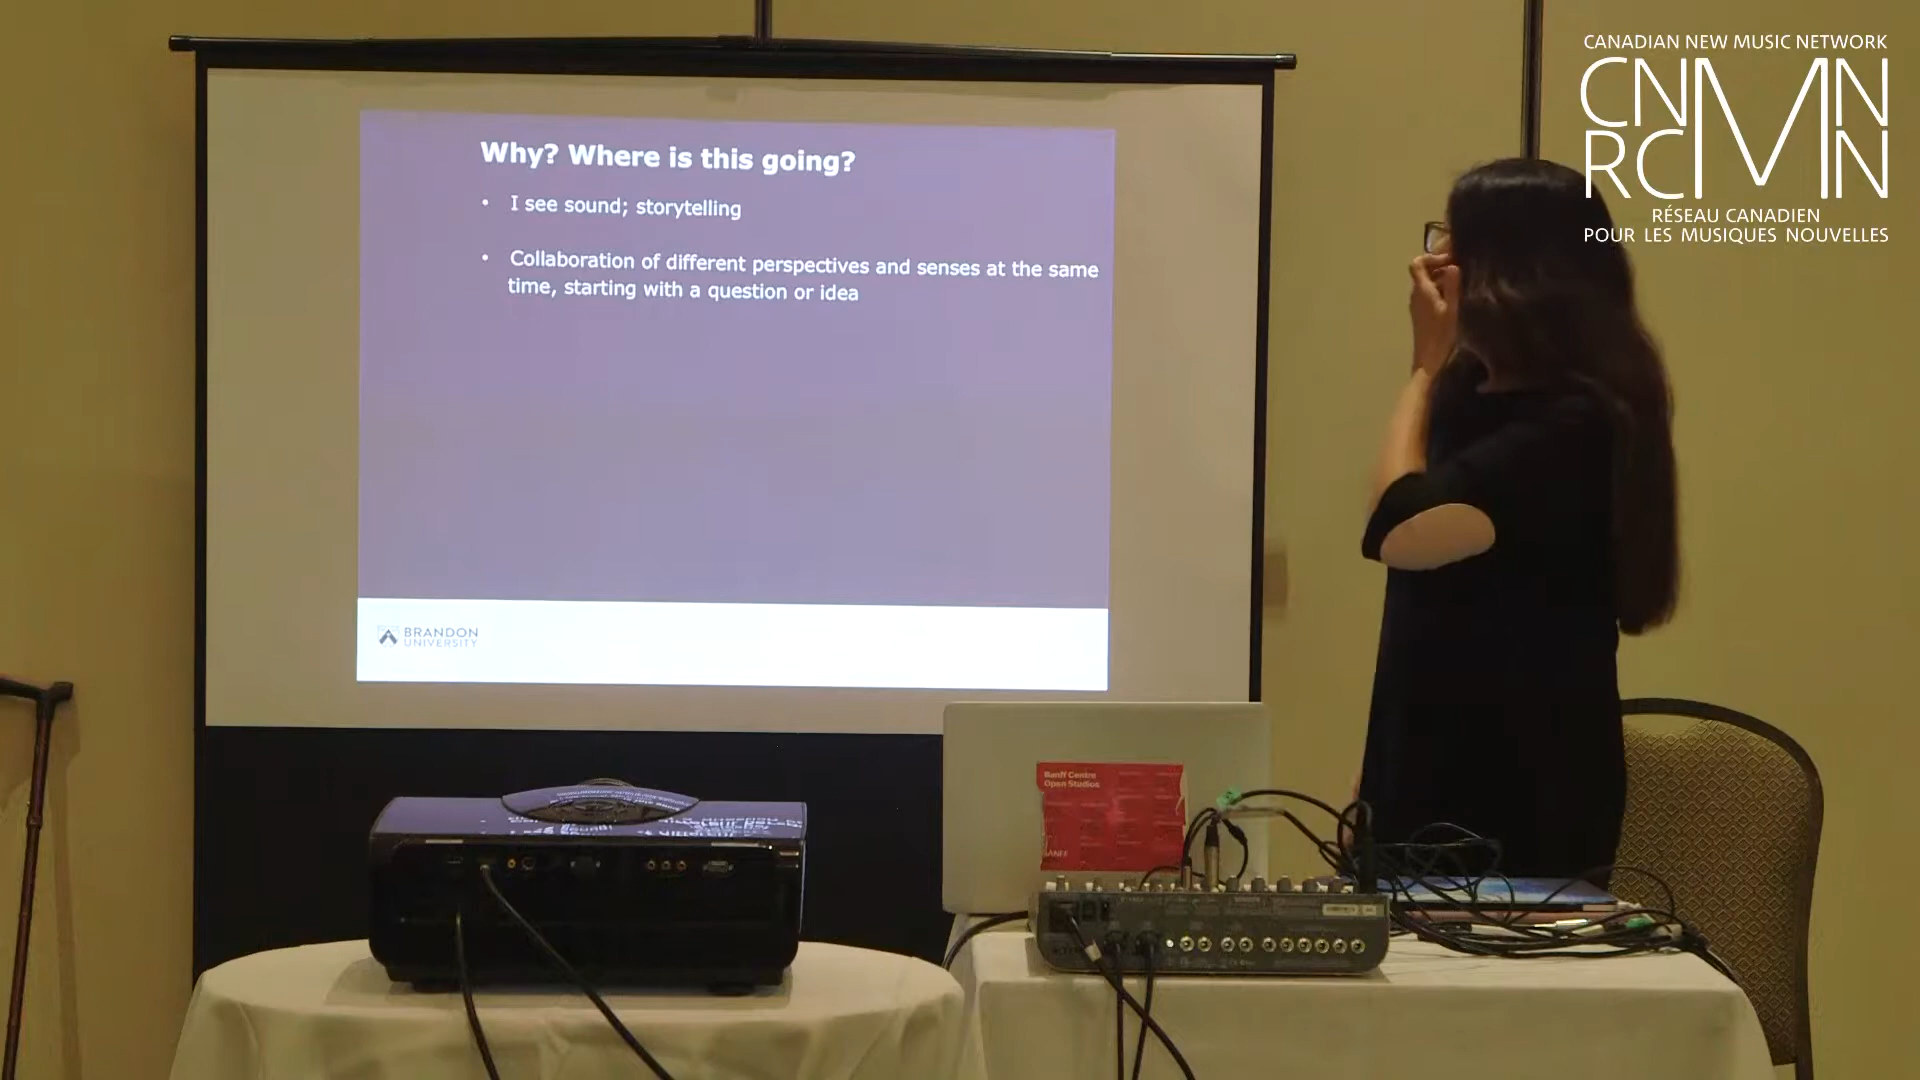 CANADIAN NEW MUSIC NETWORK
CNMN
RCMN
RÉSEAU CANADIEN
POUR LES MUSIQUES NOUVELLES
Why? Where is this going?
• I see sound; storytelling
• Collaboration of different perspectives and senses at the same
time, starting with a question or idea
BRANDON
UNIVERSITY
Banff Centre
Open Studios